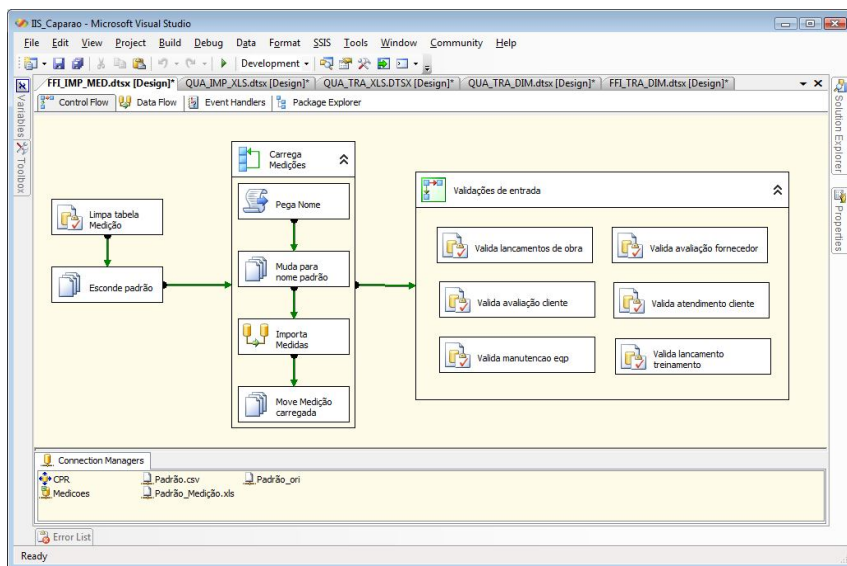 IIS_Caparao - Microsoft Visual Studio
File Edit View Project Build Debug Data Format SSIS Tools Window Community Help
Development
FFI_IMP_MED.dtsx [Design]* QUA_IMP_XLS.dtsx [Design]* QUA_TRA_XLS.DTSX [Design]* QUA_TRA_DIM.dtsx [Design]* FFI_TRA_DIM.dtsx [Design]*
Control Flow Data Flow Event Handlers Package Explorer
Variables
Toolbox
Solution Explorer
Properties
Limpa tabela
Medição
Esconde padrão
Carrega
Medições
Pega Nome
Muda para
nome padrão
Importa
Medidas
Move Medição
carregada
Validações de entrada
Valida lancamentos de obra
Valida avaliação fornecedor
Valida avaliação cliente
Valida atendimento cliente
Valida manutencao eqp
Valida lancamento
treinamento
Connection Managers
CPR Padrão.csv Padrão_ori
Medicoes Padrão_Medição.xls
Error List
Ready